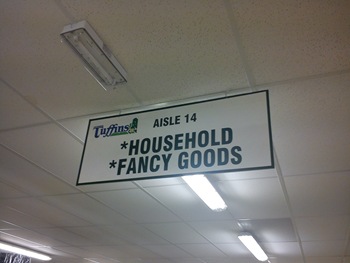 Tuffins
AISLE 14
*HOUSEHOLD
*FANCY GOODS